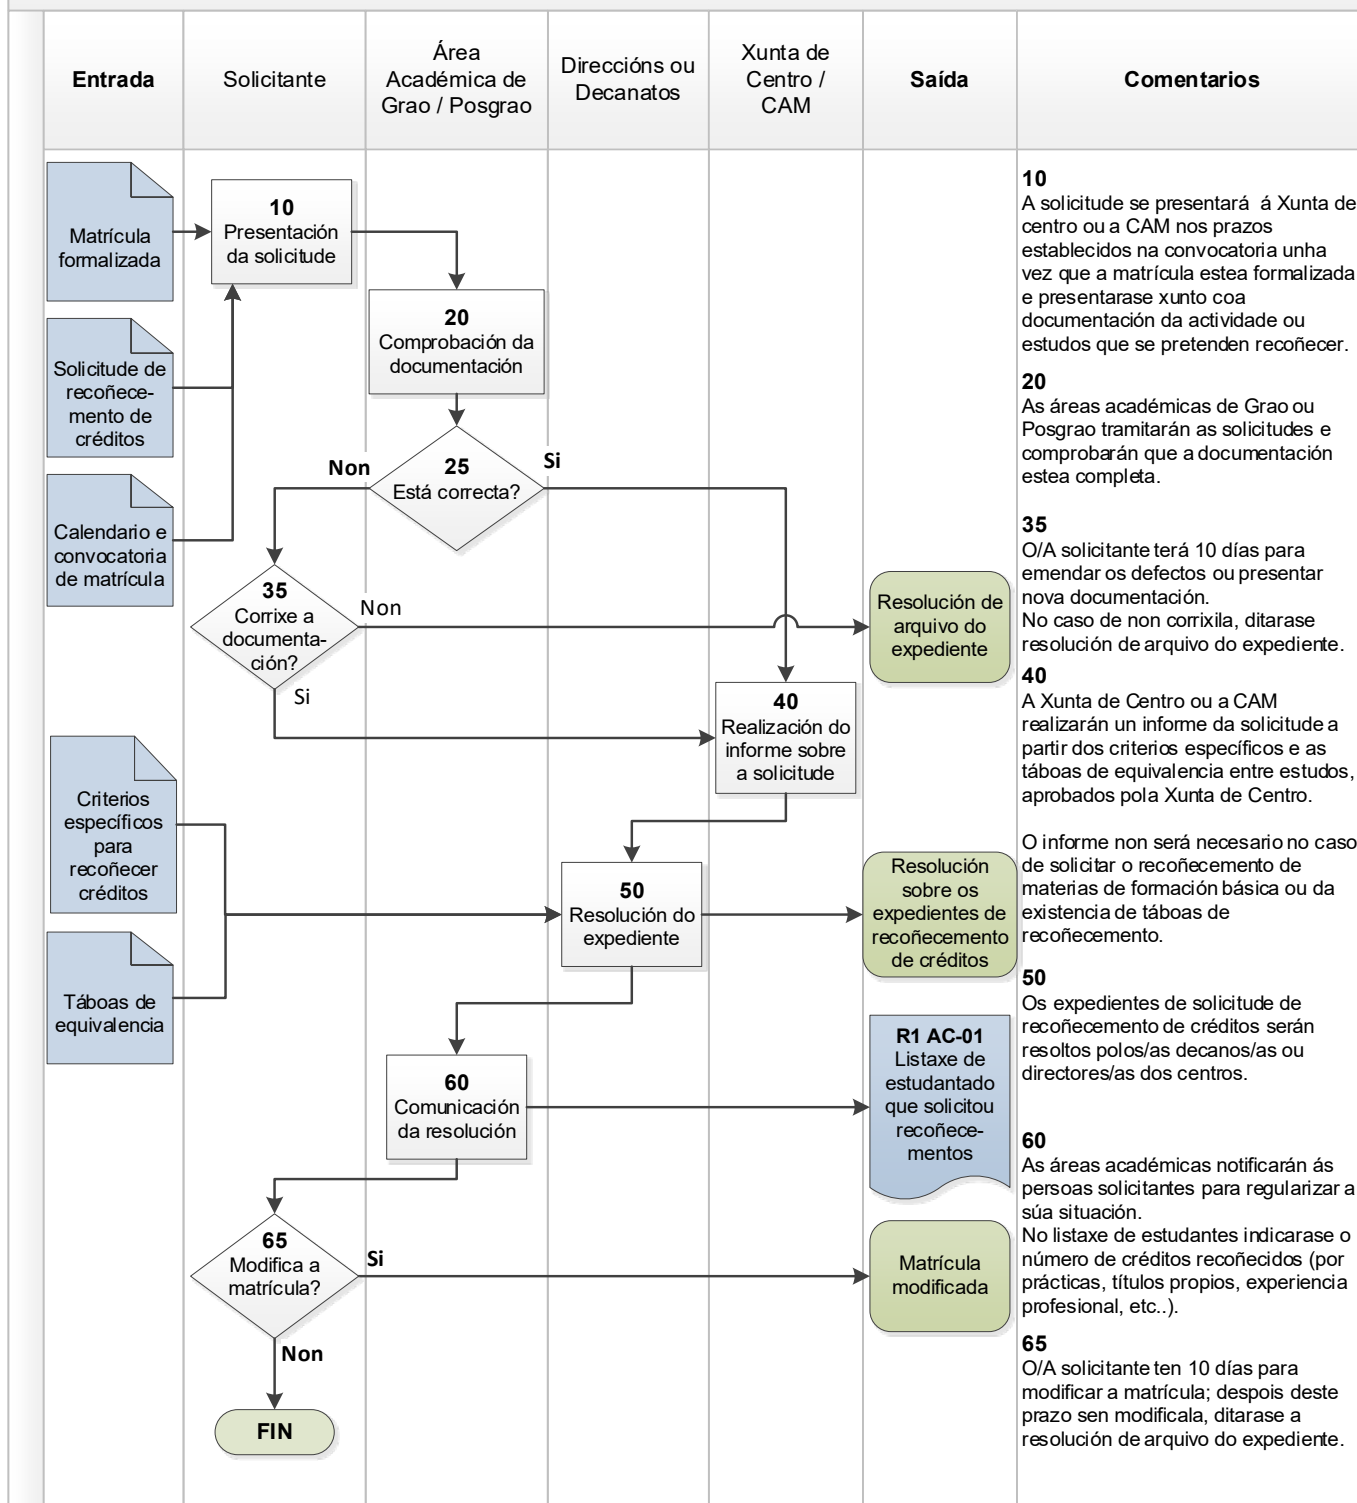 Entrada
Solicitante
Área
Académica de
Grao / Posgrao
Direccións ou
Decanatos
Xunta de
Centro /
CAM
Saída
Comentarios
Matrícula
formalizada
Solicitude de
recoñece-
mento de
créditos
Calendario e
convocatoria
de matrícula
Criterios
específicos
para
recoñecer
créditos
Táboas de
equivalencia
10
Presentación
da solicitude
20
Comprobación da
documentación
25
Está correcta?
Non
Si
35
Corrixe a
documenta-
ción?
Non
Si
40
Realización do
informe sobre
a solicitude
50
Resolución do
expediente
60
Comunicación
da resolución
65
Modifica a
matrícula?
Si
Non
FIN
Resolución de
arquivo do
expediente
Resolución
sobre os
expedientes de
recoñecemento
de créditos
R1 AC-01
Listaxe de
estudantado
que solicitou
recoñece-
mentos
Matrícula
modificada
10
A solicitude se presentará á Xunta de
centro ou a CAM nos prazos
establecidos na convocatoria unha
vez que a matrícula estea formalizada
e presentarase xunto coa
documentación da actividade ou
estudos que se pretenden recoñecer.
20
As áreas académicas de Grao ou
Posgrao tramitarán as solicitudes e
comprobarán que a documentación
estea completa.
35
O/A solicitante terá 10 días para
emendar os defectos ou presentar
nova documentación.
No caso de non corrixila, ditarase
resolución de arquivo do expediente.
40
A Xunta de Centro ou a CAM
realizarán un informe da solicitude a
partir dos criterios específicos e as
táboas de equivalencia entre estudos,
aprobados pola Xunta de Centro.
O informe non será necesario no caso
de solicitar o recoñecemento de
materias de formación básica ou da
existencia de táboas de
recoñecemento.
50
Os expedientes de solicitude de
recoñecemento de créditos serán
resoltos polos/as decanos/as ou
directores/as dos centros.
60
As áreas académicas notificarán ás
persoas solicitantes para regularizar a
súa situación.
No listaxe de estudantes indicarase o
número de créditos recoñecidos (por
prácticas, títulos propios, experiencia
profesional, etc..).
65
O/A solicitante ten 10 días para
modificar a matrícula; despois deste
prazo sen modificala, ditarase a
resolución de arquivo do expediente.